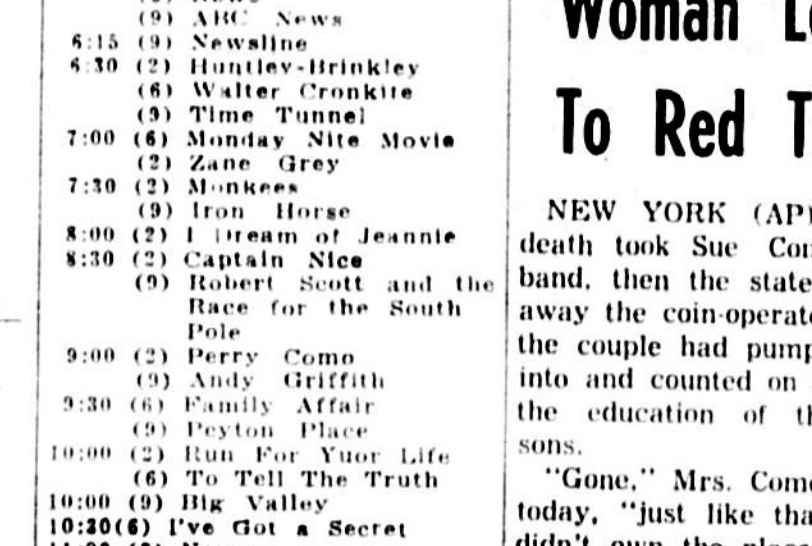 (9) ABC News
6:15 (9) Newsline
6:30 (2) Huntley-Brinkley
(6) Walter Cronkite
(9) Time Tunnel
7:00 (6) Monday Nite Movie
(2) Zane Grey
7:30 (2) Monkees
(9) Iron Horse
8:00 (2) I Dream of Jeannie
8:30 (2) Captain Nice
(9) Robert Scott and the
Race for the South
Pole
9:00 (2) Perry Como
(9) Andy Griffith
9:30 (6) Family Affair
(9) Peyton Place
10:00 (2) Run For Yuor Life
(6) To Tell The Truth
10:00 (9) Big Valley
10:30(6) I've Got a Secret
Woman
To Red
NEW YORK (AP)
death took Sue
band, then the state
away the
the couple had
into and counted on
the education of
sons.
"Gone," Mrs.
today, "just like
didn't own the